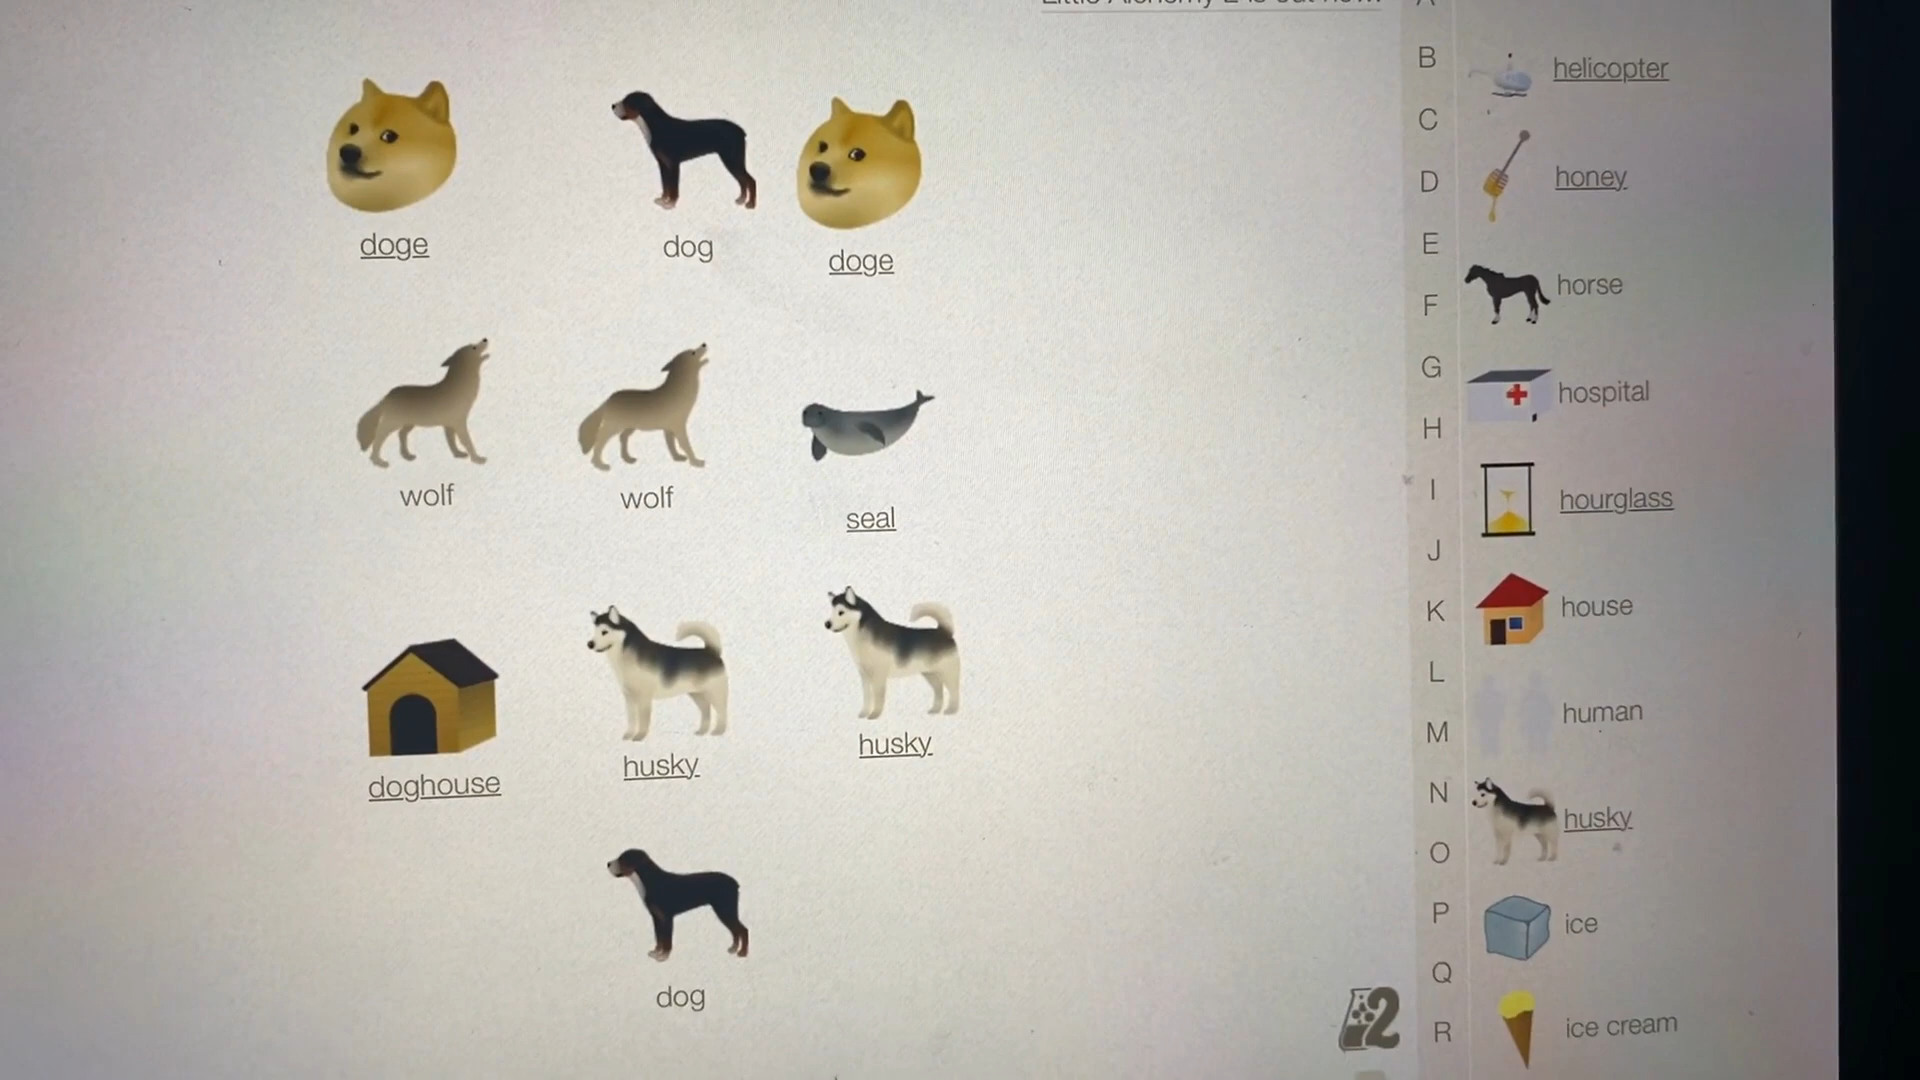 B
helicopter
C
D
honey
E
doge
dog
doge
F
horse
G
hospital
H
I
wolf
wolf
seal
hourglass
J
K
house
L
M
human
doghouse
husky
husky
N
husky
O
P
ice
Q
dog
2
R
ice cream